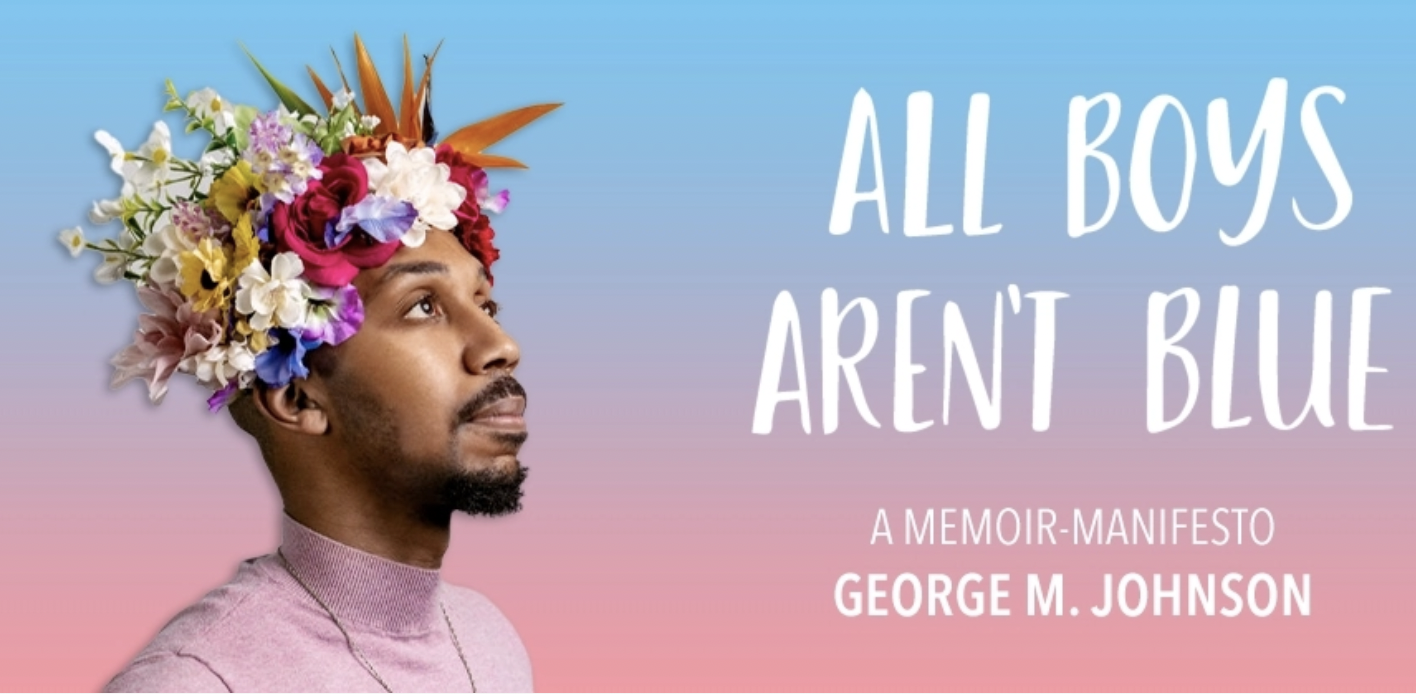 ALL BOYS
AREN'T BLUE
A MEMOIR-MANIFESTO
GEORGE M. JOHNSON